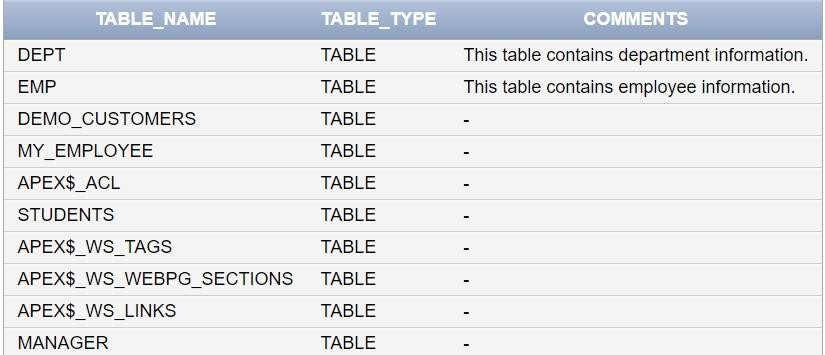 TABLE_NAME TABLE_TYPE COMMENTS
DEPT TABLE This table contains department information.
EMP TABLE This table contains employee information.
DEMO_CUSTOMERS TABLE -
MY_EMPLOYEE TABLE -
APEX$_ACL TABLE -
STUDENTS TABLE -
APEX$_WS_TAGS TABLE -
APEX$_WS_WEBPG_SECTIONS TABLE -
APEX$_WS_LINKS TABLE -
MANAGER TABLE -